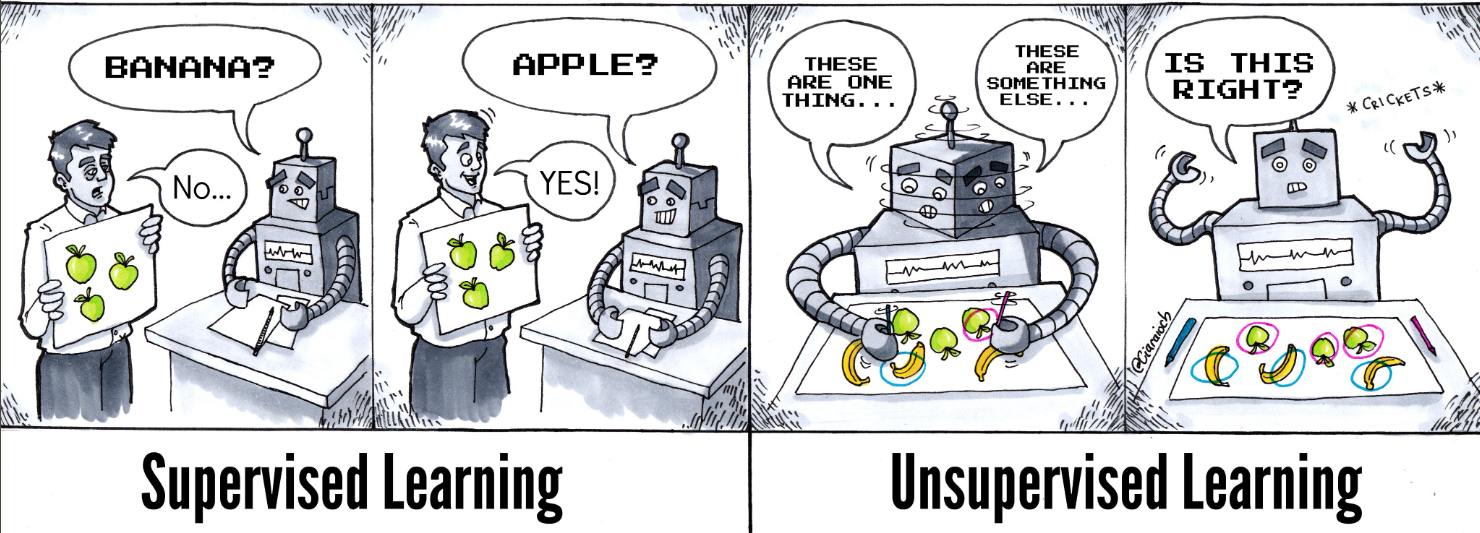 BANANA?
No...
APPLE?
YES!
THESE
ARE ONE
THING...
THESE
ARE
SOMETHING
ELSE...
IS THIS
RIGHT?
*CRICKETS*
@Ciaraioch
Supervised Learning
Unsupervised Learning